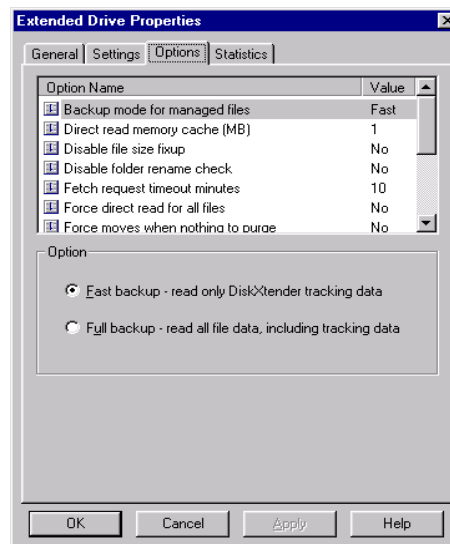 Extended Drive Properties
General Settings Options Statistics
Option Name Value
Backup mode for managed files Fast
Direct read memory cache (MB) 1
Disable file size fixup No
Disable folder rename check No
Fetch request timeout minutes 10
Force direct read for all files No
Force moves when nothing to purge No
Option
Fast backup - read only DiskXtender tracking data
Full backup - read all file data, including tracking data
OK Cancel Apply Help